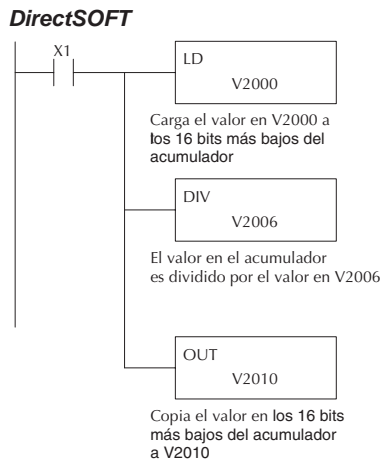 DirectSOFT
X1
LD
V2000
Carga el valor en V2000 a
los 16 bits más bajos del
acumulador
DIV
V2006
El valor en el acumulador
es dividido por el valor en V2006
OUT
V2010
Copia el valor en los 16 bits
más bajos del acumulador
a V2010